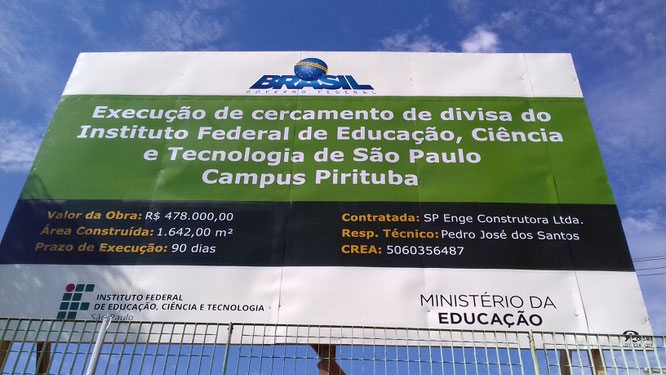 BRASIL
GOVERNO FEDERAL
Execução de cercamento de divisa do
Instituto Federal de Educação, Ciência
e Tecnologia de São Paulo
Campus Pirituba
Valor da Obra: R$ 478.000,00
Área Construída: 1.642,00 m²
Prazo de Execução: 90 dias
Contratada: SP Enge Construtora Ltda.
Resp. Técnico: Pedro José dos Santos
CREA: 5060356487
INSTITUTO FEDERAL
DE EDUCAÇÃO, CIÊNCIA E TECNOLOGIA
São Paulo
MINISTÉRIO DA
EDUCAÇÃO